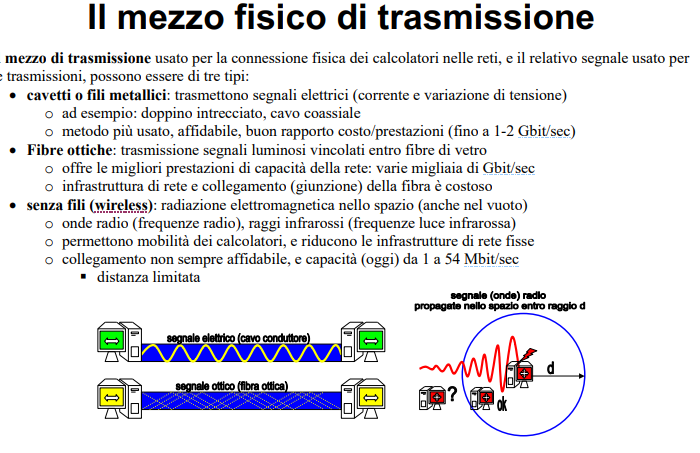 Il mezzo fisico di trasmissione
mezzo di trasmissione usato per la connessione fisica dei calcolatori nelle reti, e il relativo segnale usato per
e trasmissioni, possono essere di tre tipi:
• cavetti o fili metallici: trasmettono segnali elettrici (corrente e variazione di tensione)
o ad esempio: doppino intrecciato, cavo coassiale
o metodo più usato, affidabile, buon rapporto costo/prestazioni (fino a 1-2 Gbit/sec)
• Fibre ottiche: trasmissione segnali luminosi vincolati entro fibre di vetro
o offre le migliori prestazioni di capacità della rete: varie migliaia di Gbit/sec
o infrastruttura di rete e collegamento (giunzione) della fibra è costoso
• senza fili (wireless): radiazione elettromagnetica nello spazio (anche nel vuoto)
o onde radio (frequenze radio), raggi infrarossi (frequenze luce infrarossa)
o permettono mobilità dei calcolatori, e riducono le infrastrutture di rete fisse
o collegamento non sempre affidabile, e capacità (oggi) da 1 a 54 Mbit/sec
▪ distanza limitata
segnale (onde) radio
propagate nello spazio entro raggio d
segnale elettrico (cavo conduttore)
segnale ottico (fibra ottica)
d
?
ok